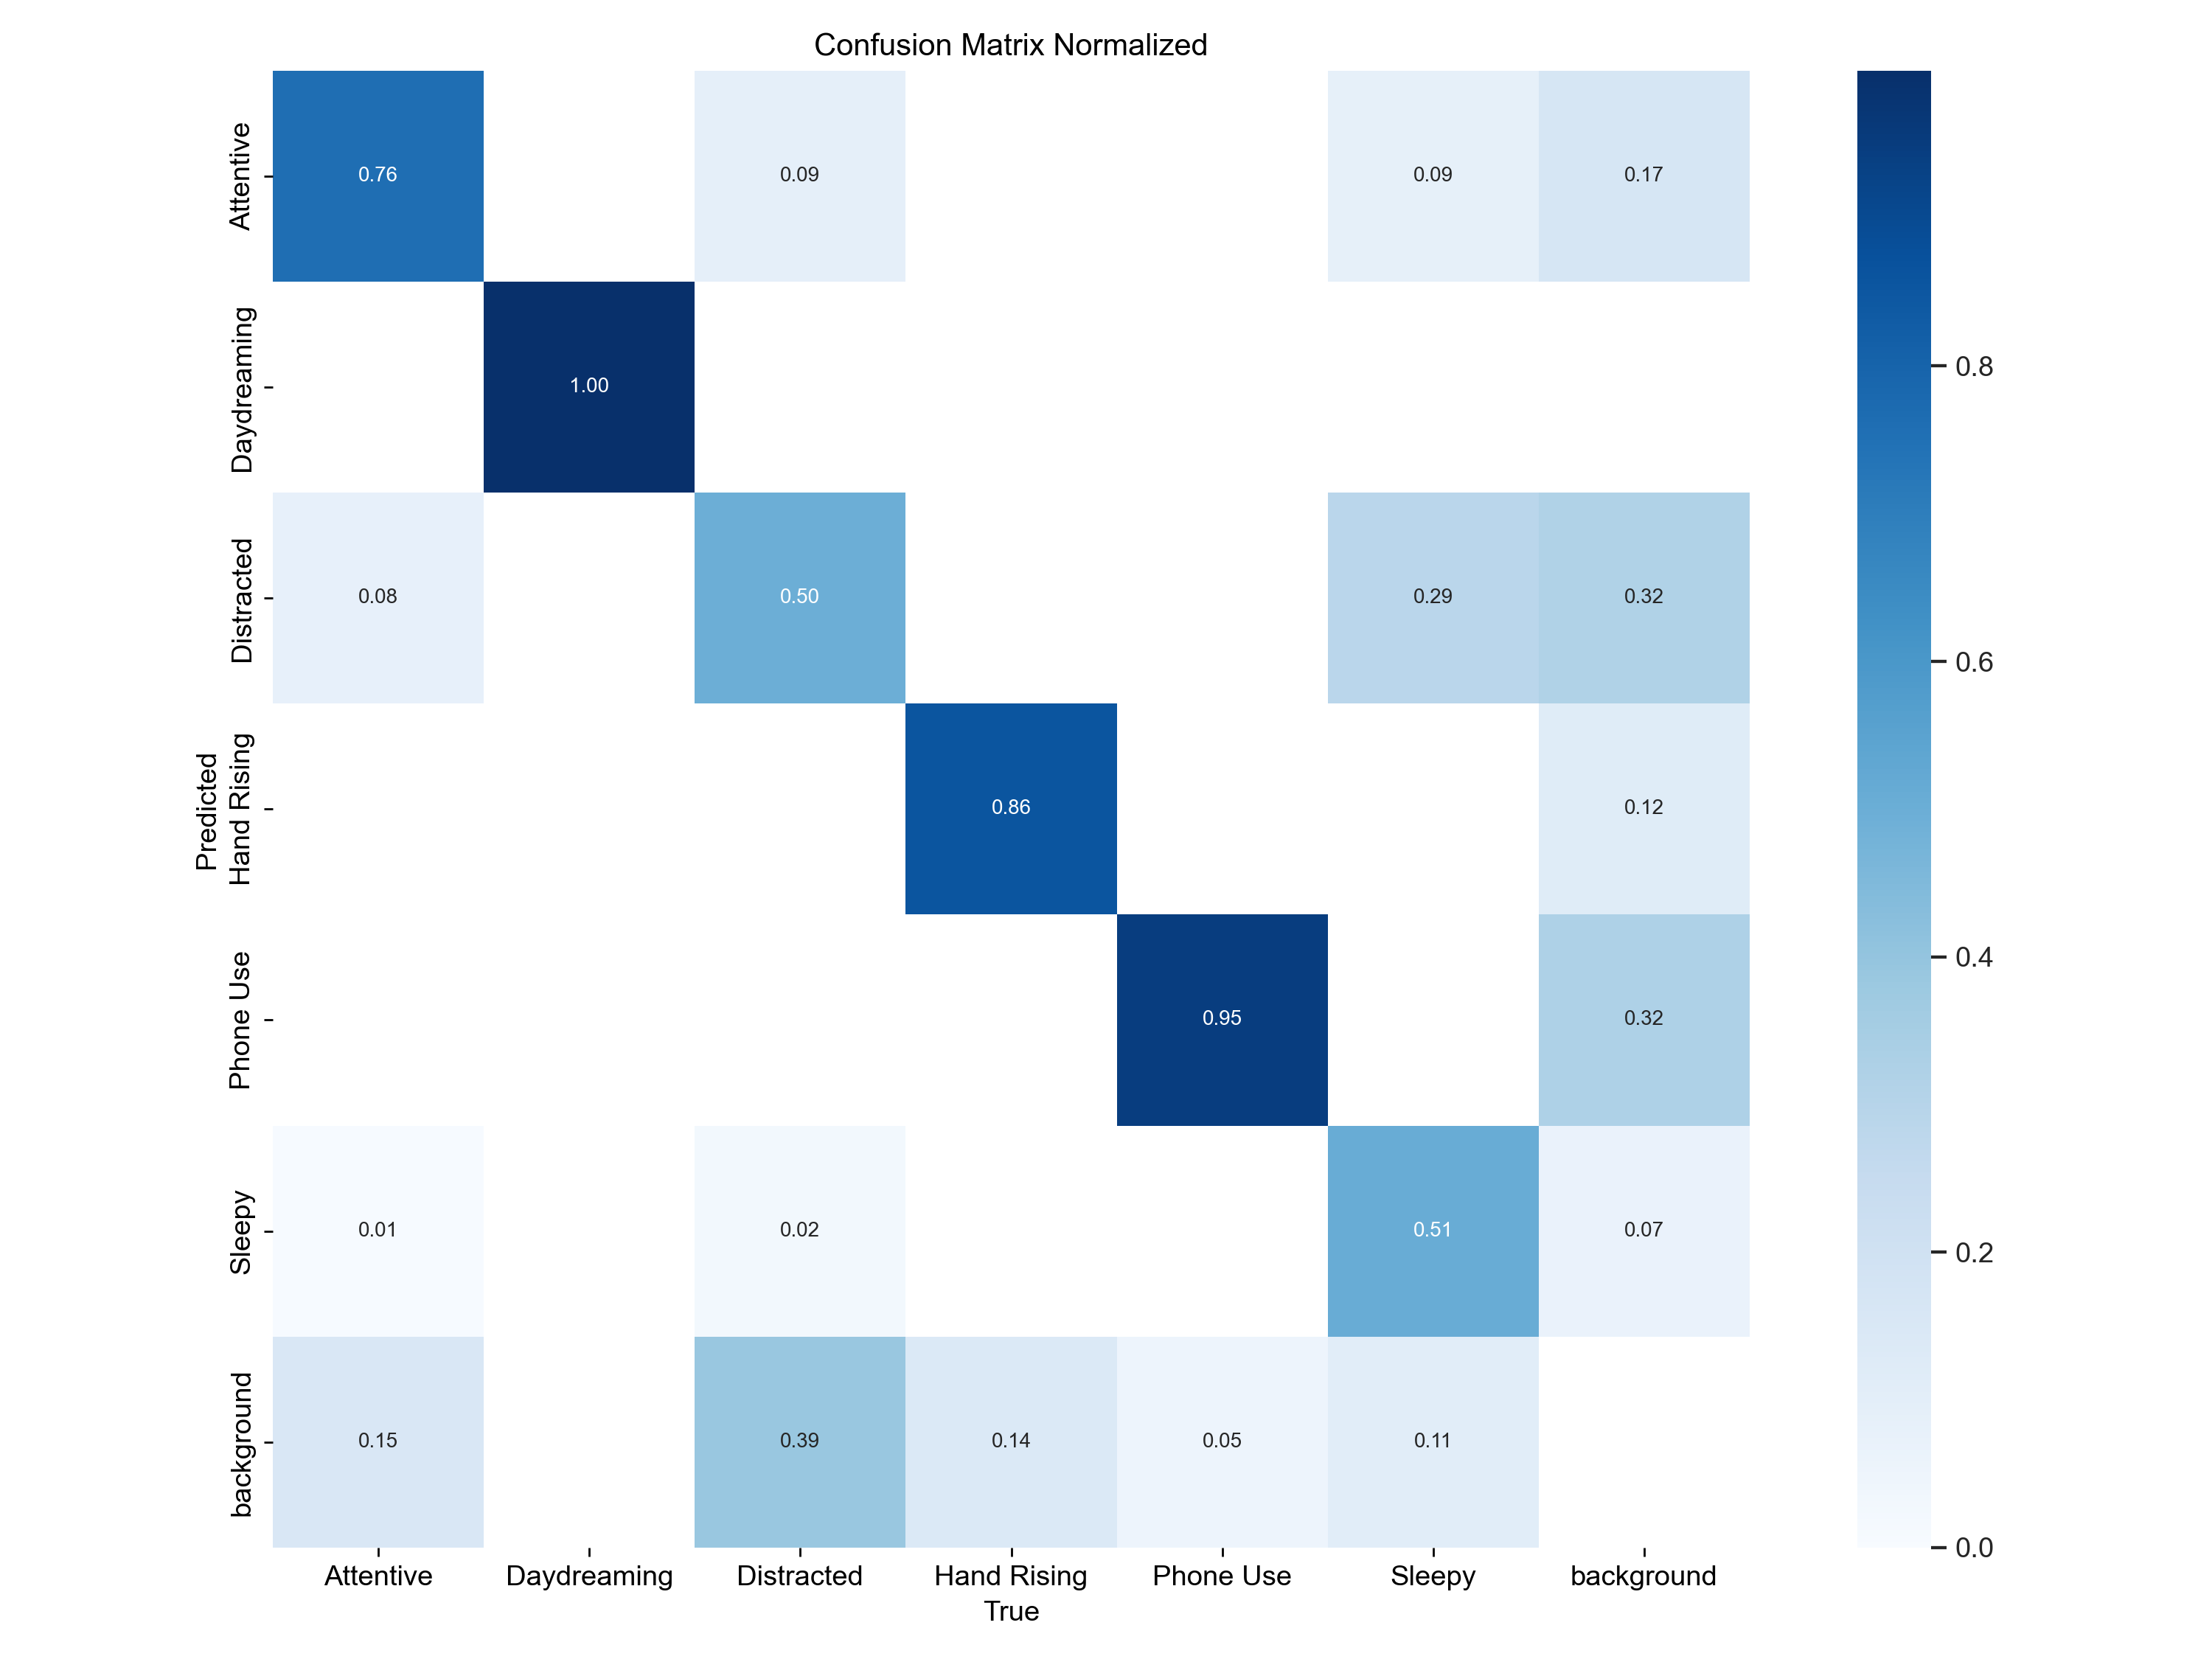 Confusion Matrix Normalized
Attentive
0.76
0.09
0.09
0.17
Daydreaming
1.00
Distracted
0.08
0.50
0.29
0.32
Predicted
Hand Rising
0.86
0.12
Phone Use
0.95
0.32
Sleepy
0.01
0.02
0.51
0.07
background
0.15
0.39
0.14
0.05
0.11
Attentive
Daydreaming
Distracted
Hand Rising
Phone Use
Sleepy
background
True
0.8
0.6
0.4
0.2
0.0